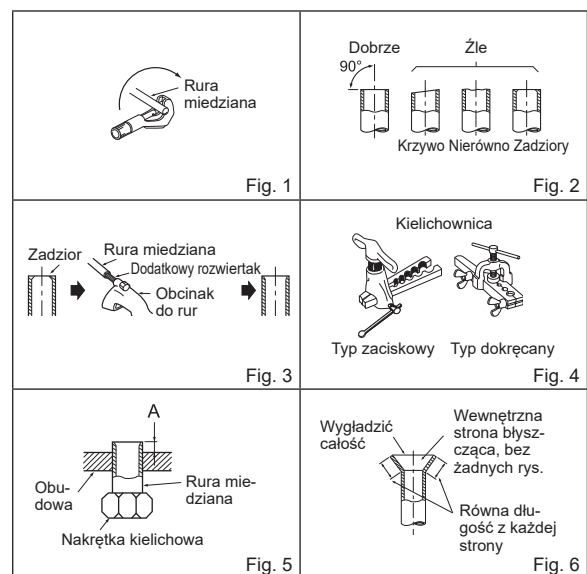 Rura
miedziana
Fig. 1
Dobrze
Źle
90°
Krzywo Nierówno Zadziory
Fig. 2
Zadzior
Rura miedziana
Dodatkowy rozwiertak
Obcinak
do rur
Fig. 3
Kielichownica
Typ zaciskowy
Typ dokręcany
Fig. 4
A
Obu-
dowa
Rura mie-
dziana
Nakrętka kielichowa
Fig. 5
Wygładzić
całość
Wewnętrzna
strona błysz-
cząca, bez
żadnych rys.
Równa dłu-
gość z każdej
strony
Fig. 6